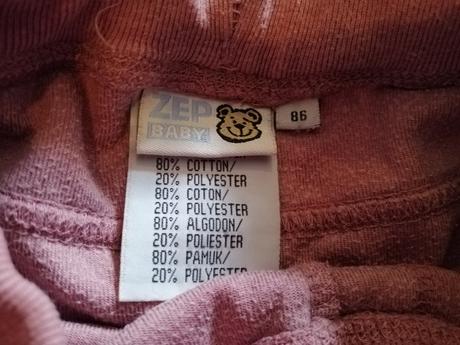 ZEP
BABY
86
80% COTTON/
20% POLYESTER
80% COTON/
20% POLYESTER
80% ALGODON/
20% POLIESTER
80% PAMUK/
20% POLYESTER